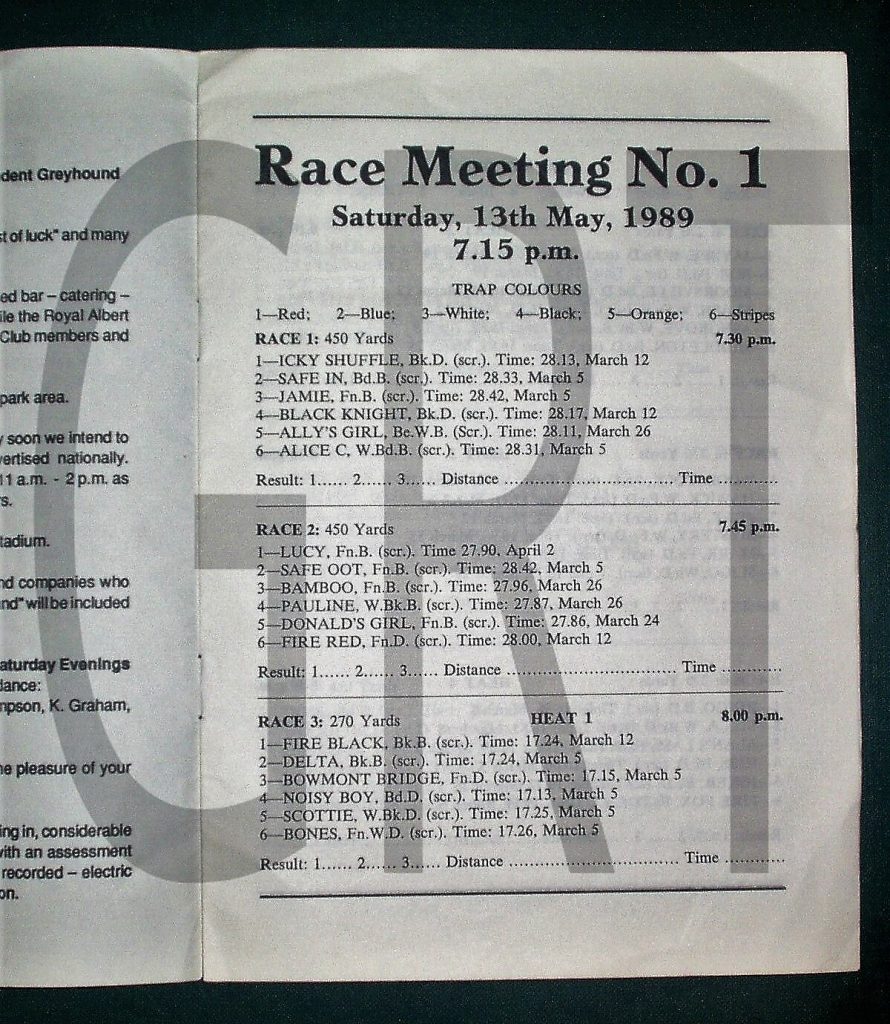 dent Greyhound
st of luck" and many
ed bar – catering –
ile the Royal Albert
Club members and
park area.
y soon we intend to
vertised nationally.
11 a.m. - 2 p.m. as
s.
tadium.
nd companies who
nd" will be included
aturday Evenings
dance:
mpson, K. Graham,
he pleasure of your
ing in, considerable
with an assessment
recorded – electric
on.
Race Meeting No. 1
Saturday, 13th May, 1989
7.15 p.m.
TRAP COLOURS
1—Red; 2—Blue; 3—White; 4—Black; 5—Orange; 6—Stripes
RACE 1: 450 Yards 7.30 p.m.
1—ICKY SHUFFLE, Bk.D. (scr.). Time: 28.13, March 12
2—SAFE IN, Bd.B. (scr.). Time: 28.33, March 5
3—JAMIE, Fn.B. (scr.). Time: 28.42, March 5
4—BLACK KNIGHT, Bk.D. (scr.). Time: 28.17, March 12
5—ALLY'S GIRL, Be.W.B. (Scr.). Time: 28.11, March 26
6—ALICE C, W.Bd.B. (scr.). Time: 28.31, March 5
Result: 1...... 2...... 3...... Distance ............................................ Time ............
RACE 2: 450 Yards 7.45 p.m.
1—LUCY, Fn.B. (scr.). Time 27.90, April 2
2—SAFE OOT, Fn.B. (scr.). Time: 28.42, March 5
3—BAMBOO, Fn.B. (scr.). Time: 27.96, March 26
4—PAULINE, W.Bk.B. (scr.). Time: 27.87, March 26
5—DONALD'S GIRL, Fn.B. (scr.). Time: 27.86, March 24
6—FIRE RED, Fn.D. (scr.). Time: 28.00, March 12
Result: 1...... 2...... 3...... Distance ............................................ Time ............
RACE 3: 270 Yards HEAT 1 8.00 p.m.
1—FIRE BLACK, Bk.B. (scr.). Time: 17.24, March 12
2—DELTA, Bk.B. (scr.). Time: 17.24, March 5
3—BOWMONT BRIDGE, Fn.D. (scr.). Time: 17.15, March 5
4—NOISY BOY, Bd.D. (scr.). Time: 17.13, March 5
5—SCOTTIE, W.Bk.D. (scr.). Time: 17.25, March 5
6—BONES, Fn.W.D. (scr.). Time: 17.26, March 5
Result: 1...... 2...... 3...... Distance ............................................ Time ............
GRT